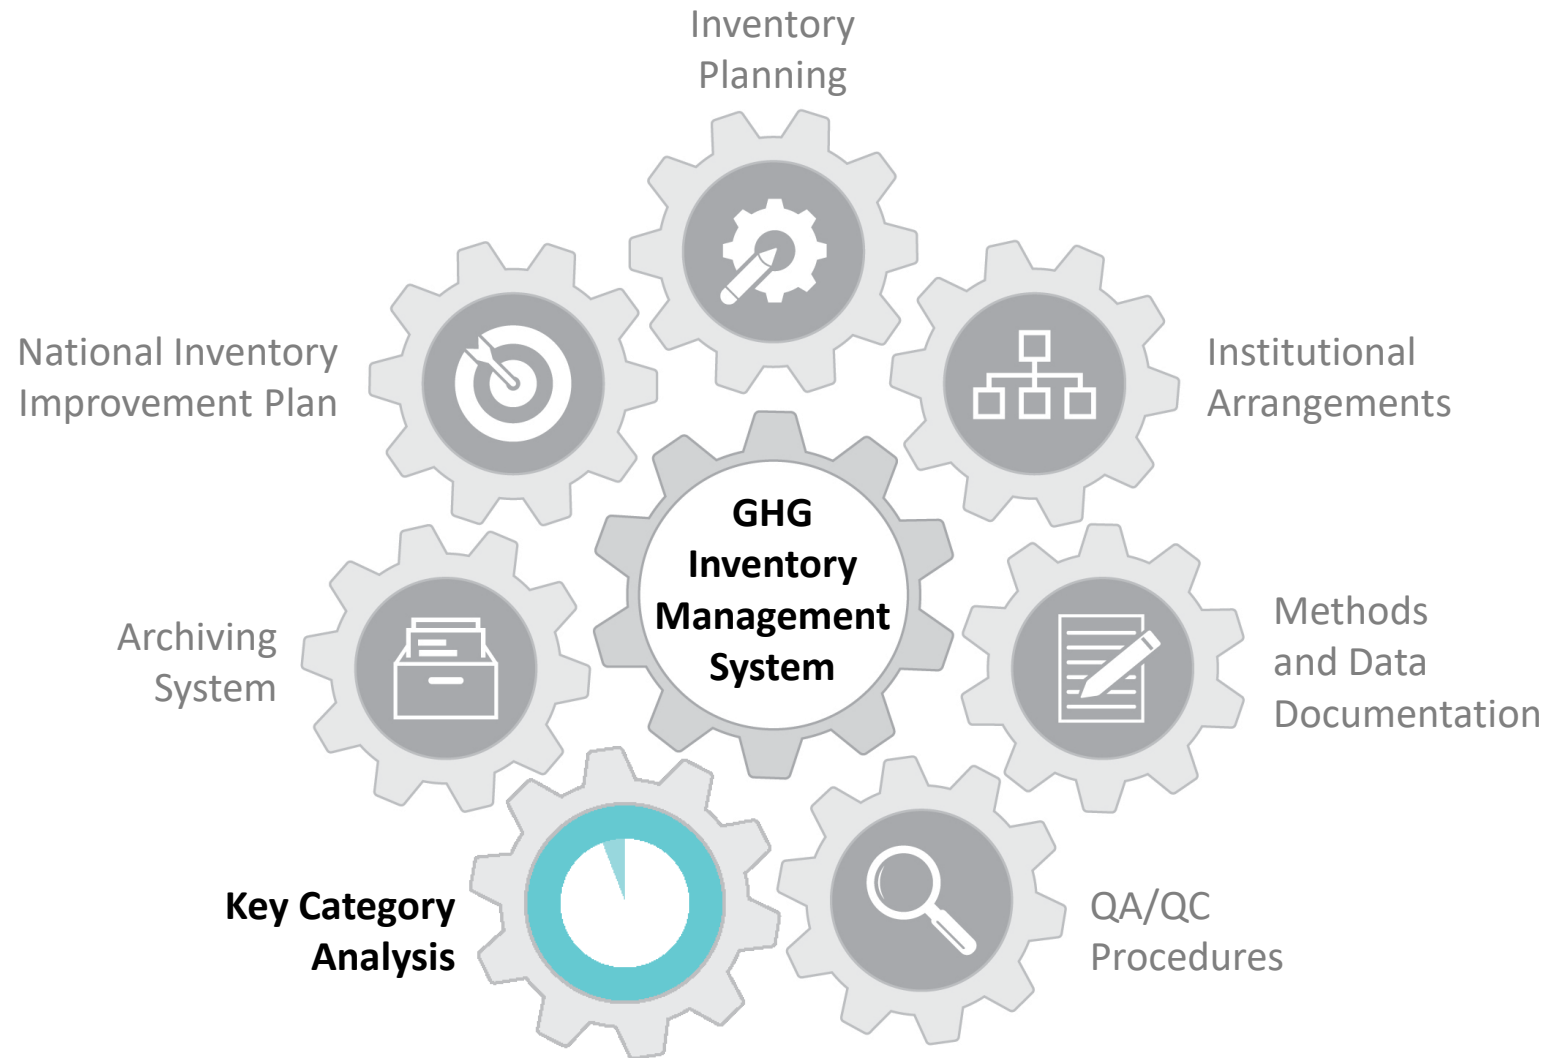 Inventory
Planning
National Inventory
Improvement Plan
Institutional
Arrangements
GHG
Inventory
Management
System
Archiving
System
Methods
and Data
Documentation
Key Category
Analysis
QA/QC
Procedures